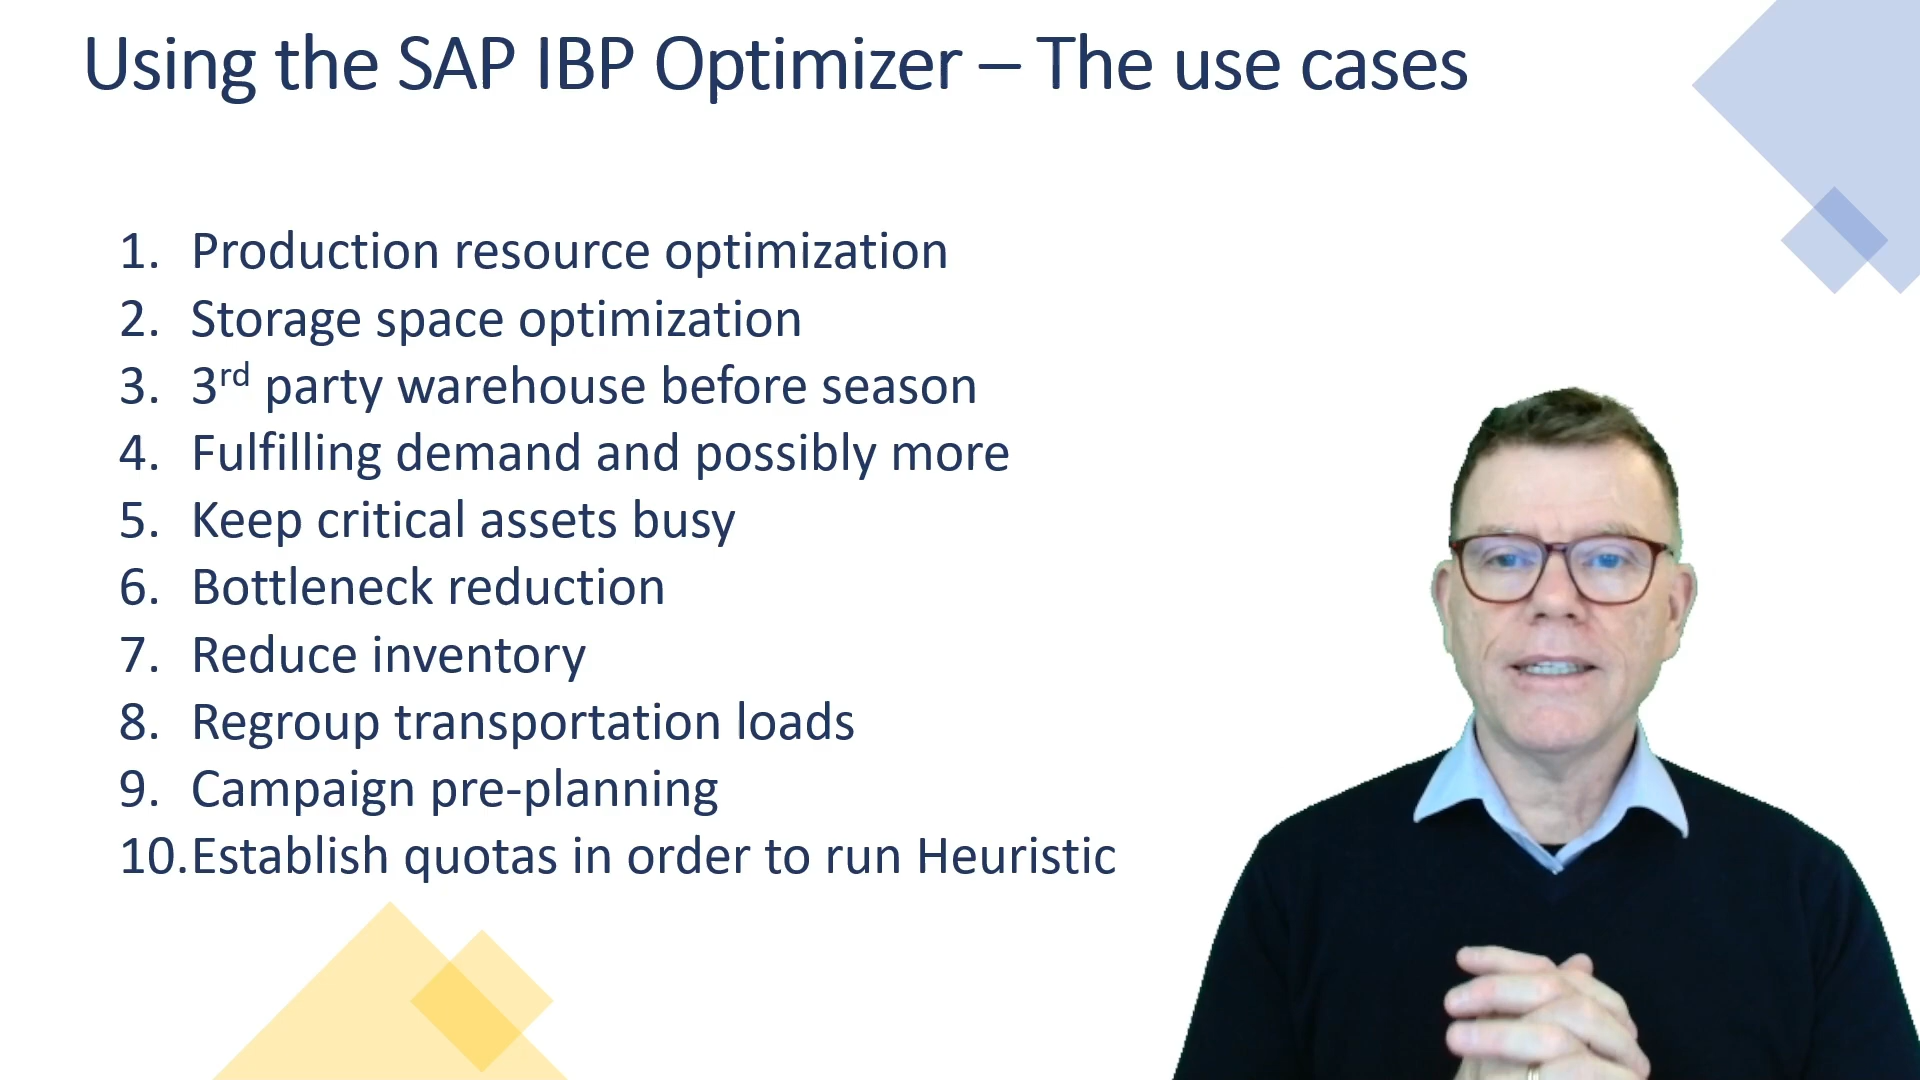 Using the SAP IBP Optimizer – The use cases
1. Production resource optimization
2. Storage space optimization
3. 3rd party warehouse before season
4. Fulfilling demand and possibly more
5. Keep critical assets busy
6. Bottleneck reduction
7. Reduce inventory
8. Regroup transportation loads
9. Campaign pre-planning
10. Establish quotas in order to run Heuristic